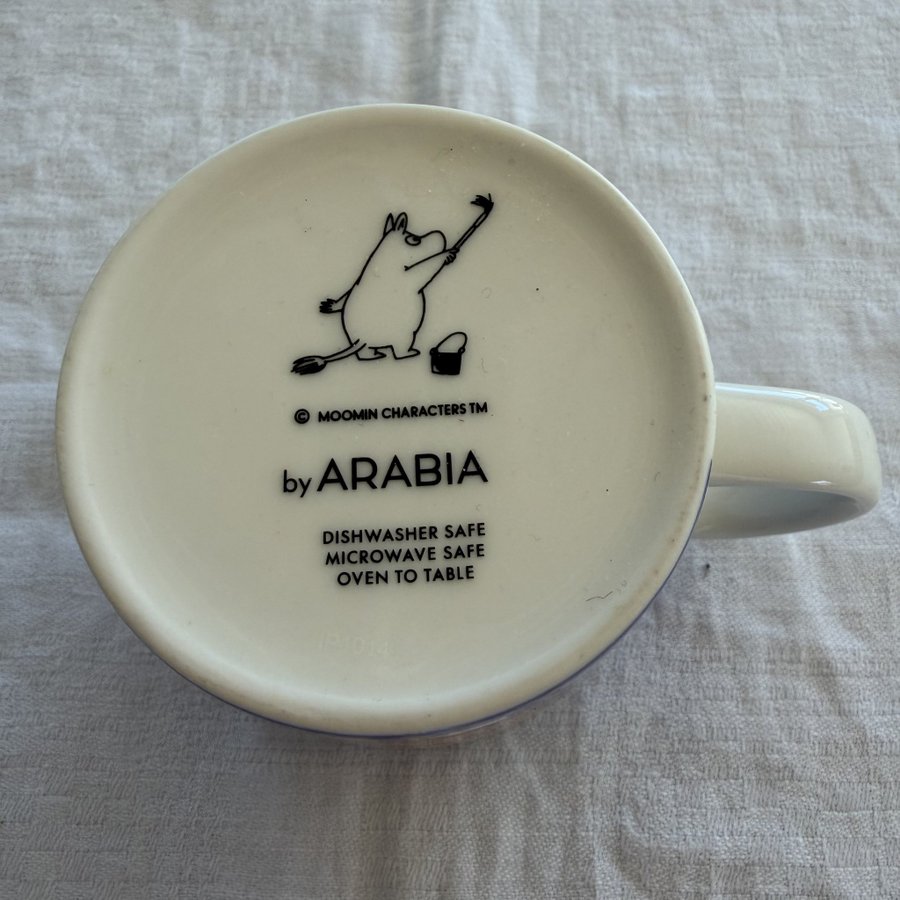 © MOOMIN CHARACTERS TM
by ARABIA
DISHWASHER SAFE
MICROWAVE SAFE
OVEN TO TABLE